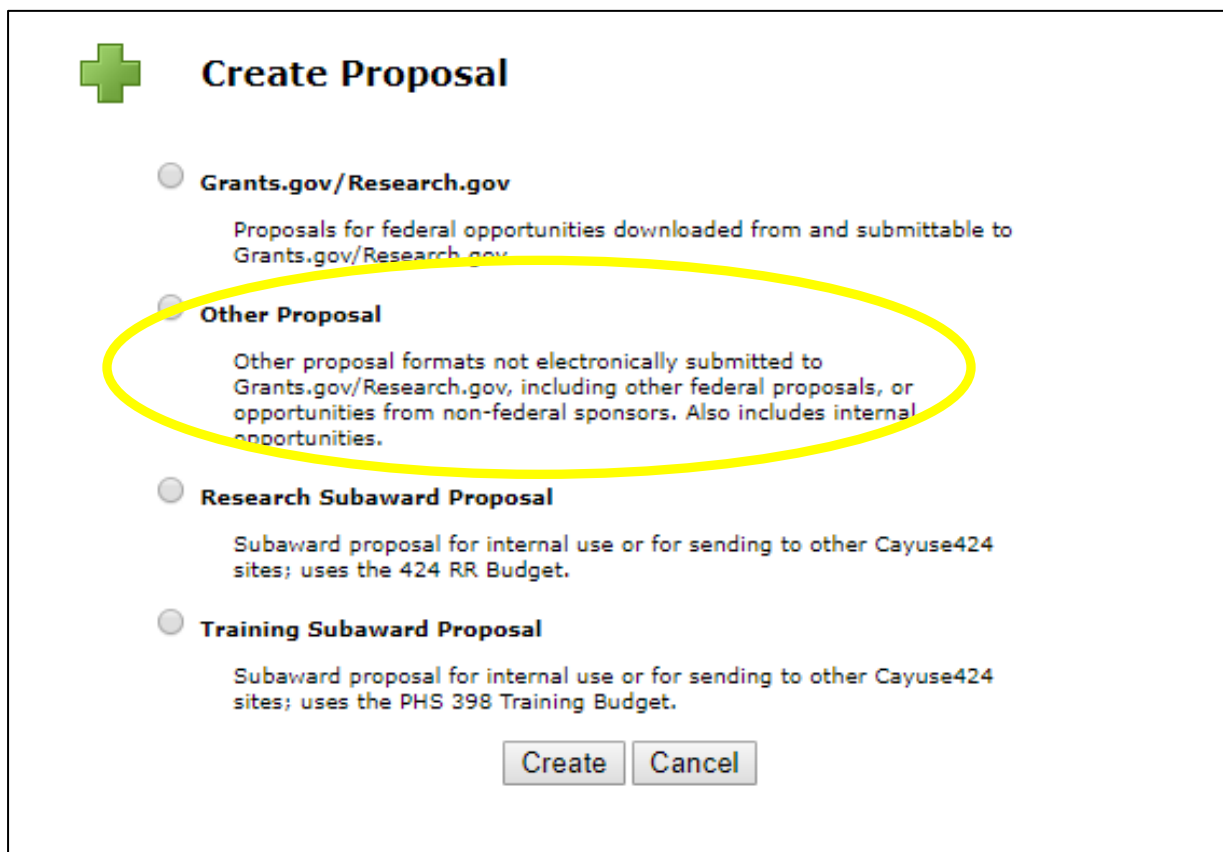 Create Proposal
Grants.gov/Research.gov
Proposals for federal opportunities downloaded from and submittable to
Grants.gov/Research.gov.
Other Proposal
Other proposal formats not electronically submitted to
Grants.gov/Research.gov, including other federal proposals, or
opportunities from non-federal sponsors. Also includes internal
opportunities.
Research Subaward Proposal
Subaward proposal for internal use or for sending to other Cayuse424
sites; uses the 424 RR Budget.
Training Subaward Proposal
Subaward proposal for internal use or for sending to other Cayuse424
sites; uses the PHS 398 Training Budget.
Create Cancel